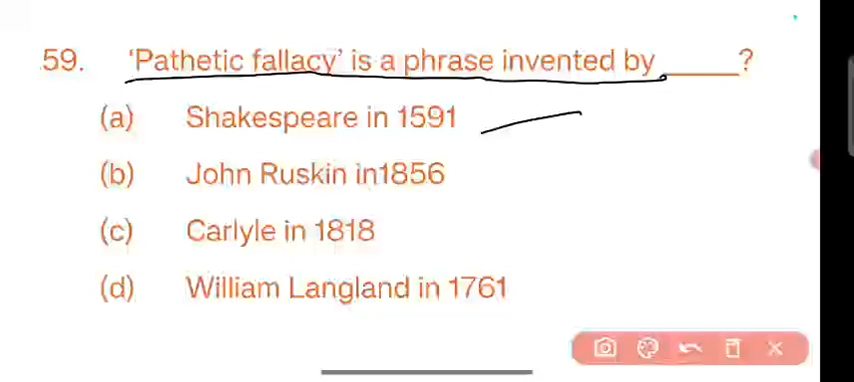 59. 'Pathetic fallacy' is a phrase invented by _____?
(a) Shakespeare in 1591
(b) John Ruskin in1856
(c) Carlyle in 1818
(d) William Langland in 1761